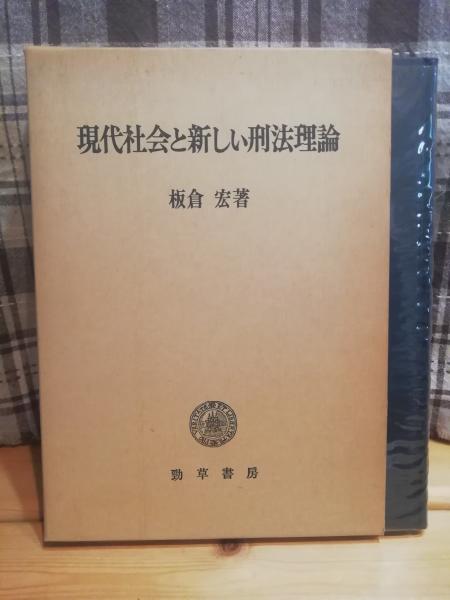 現代社会と新しい刑法理論
板倉 宏著
勁草書房